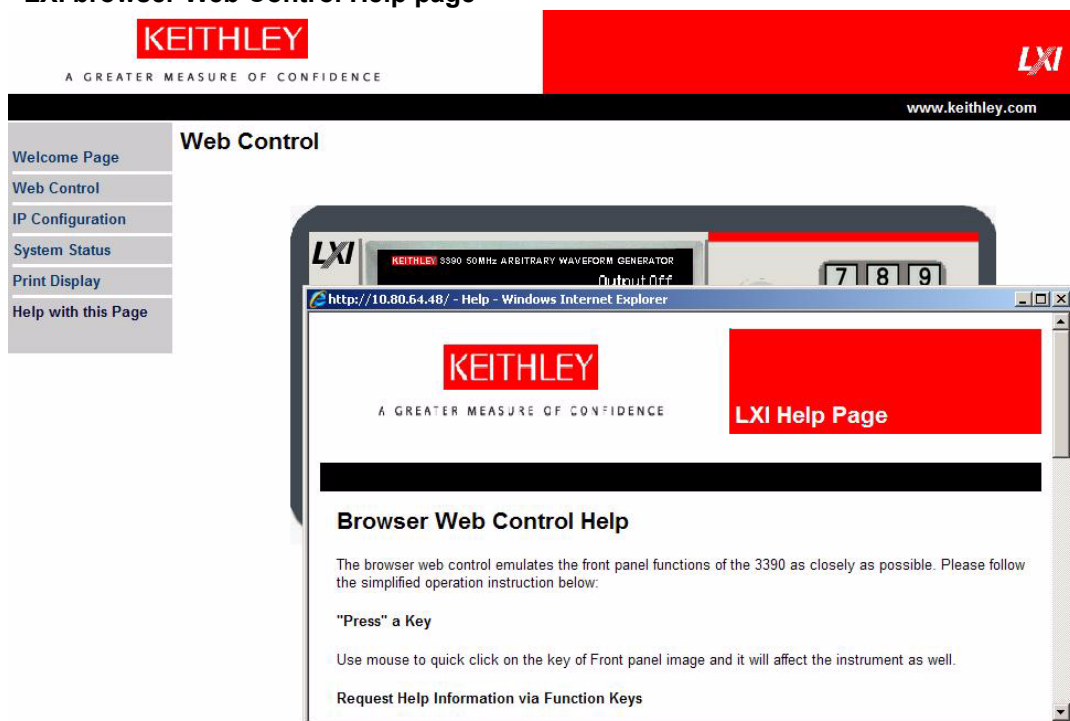 LXI browser Web Control Help page
KEITHLEY
A GREATER MEASURE OF CONFIDENCE
LXI
www.keithley.com
Welcome Page
Web Control
IP Configuration
System Status
Print Display
Help with this Page
Web Control
LXI
KEITHLEY 3390 50MHz ARBITRARY WAVEFORM GENERATOR
Output Off
7 8 9
http://10.80.64.48/ - Help - Windows Internet Explorer
KEITHLEY
A GREATER MEASURE OF CONFIDENCE
LXI Help Page
Browser Web Control Help
The browser web control emulates the front panel functions of the 3390 as closely as possible. Please follow
the simplified operation instruction below:
"Press" a Key
Use mouse to quick click on the key of Front panel image and it will affect the instrument as well.
Request Help Information via Function Keys